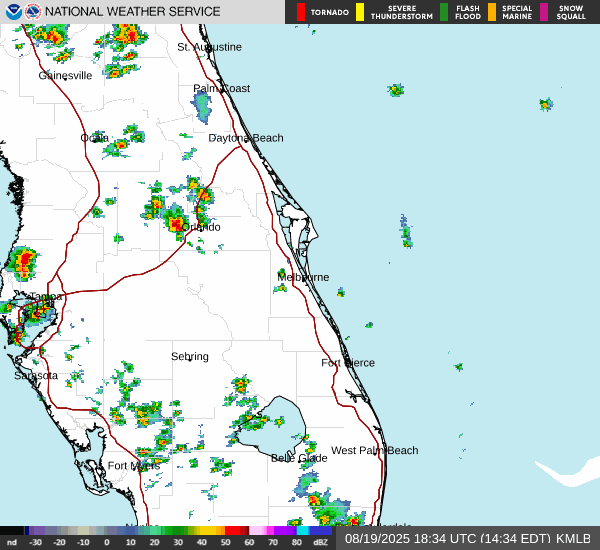 NATIONAL WEATHER SERVICE
TORNADO
SEVERE
THUNDERSTORM
FLASH
FLOOD
SPECIAL
MARINE
SNOW
SQUALL
St. Augustine
Gainesville
Palm Coast
Ocala
Daytona Beach
Orlando
Melbourne
Tampa
Sebring
Fort Pierce
Sarasota
West Palm Beach
Belle Glade
Fort Myers
nd -30 -20 -10 0 10 20 30 40 50 60 70 80 dBZ
08/19/2025 18:34 UTC (14:34 EDT) KMLB